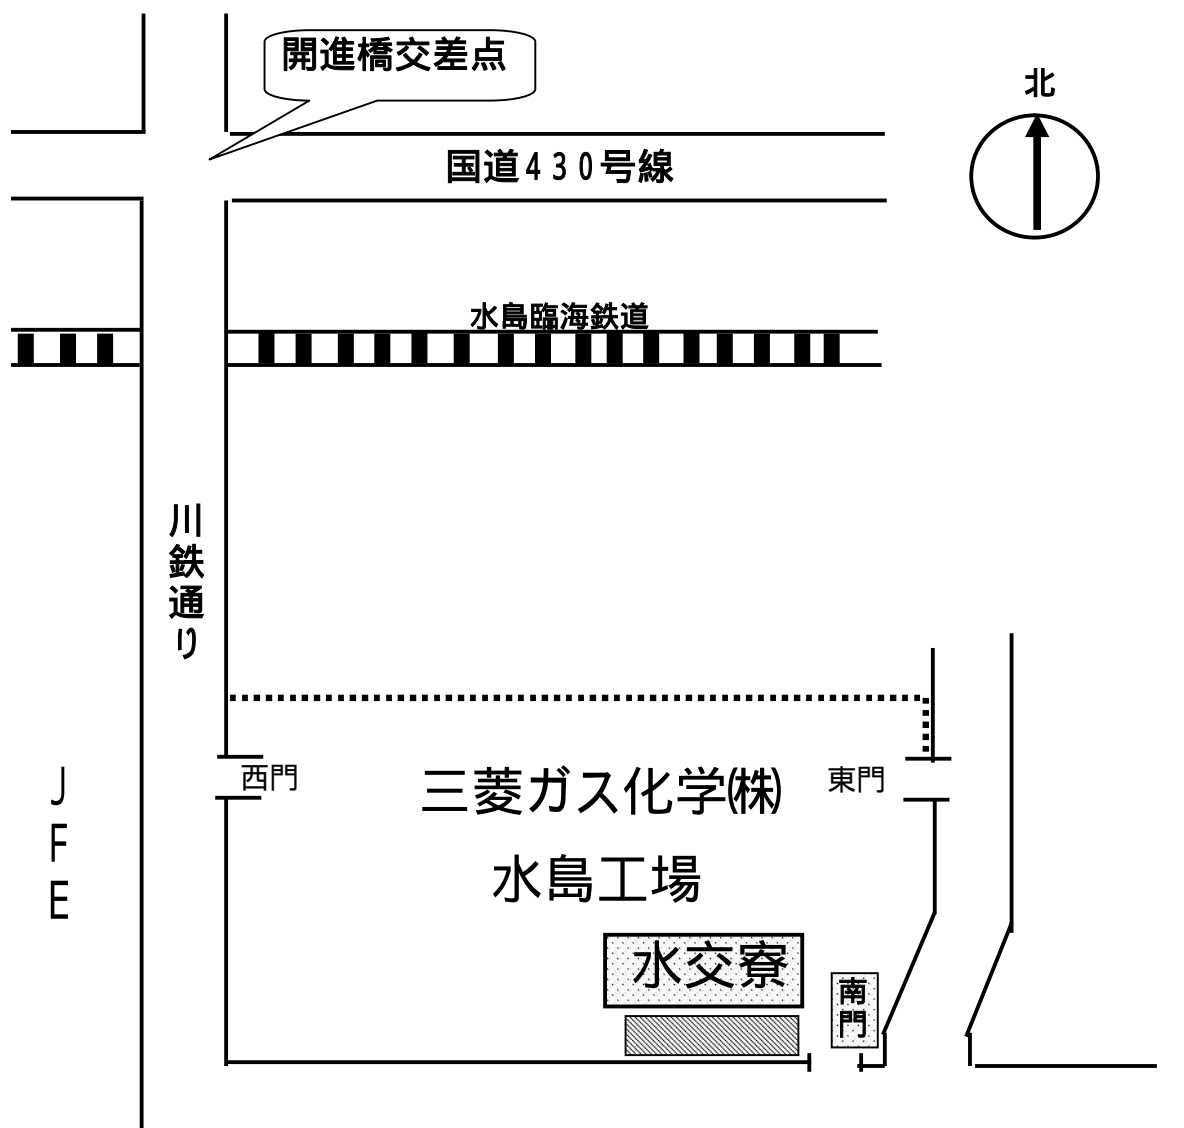 開進橋交差点
北
国道430号線
水島臨海鉄道
川鉄通り
西門
三菱ガス化学㈱
東門
JFE
水島工場
水交寮
南門